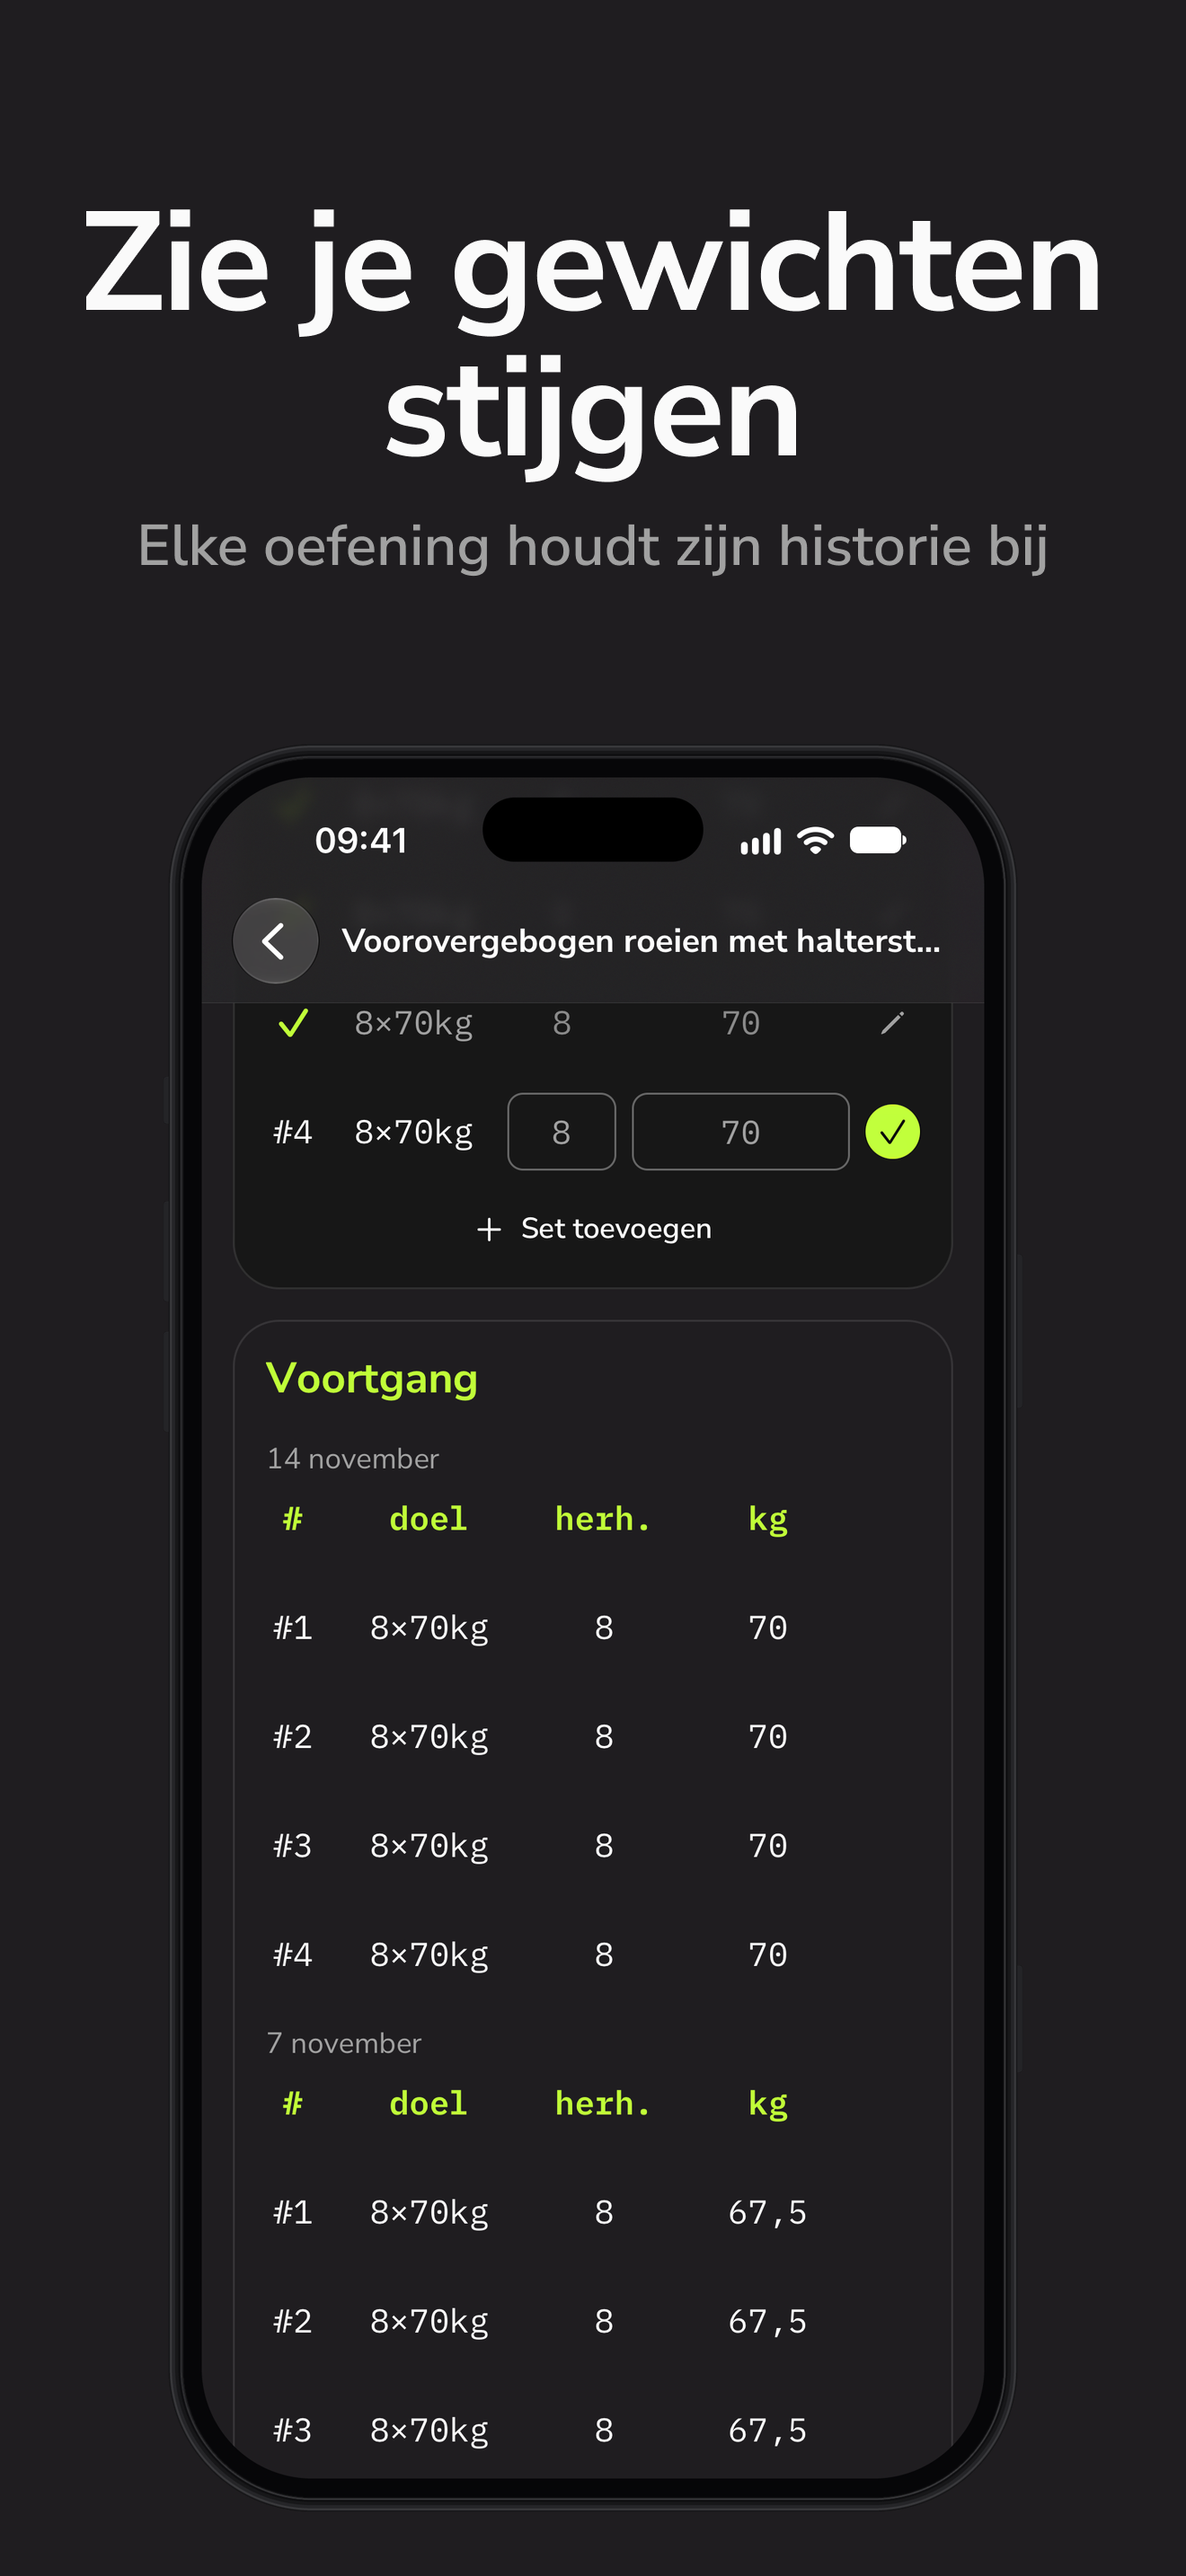 Zie je gewichten
stijgen
Elke oefening houdt zijn historie bij
09:41
Voorovergebogen roeien met halterst...
8×70kg 8 70
#4 8×70kg 8 70
+ Set toevoegen
Voortgang
14 november
# doel herh. kg
#1 8×70kg 8 70
#2 8×70kg 8 70
#3 8×70kg 8 70
#4 8×70kg 8 70
7 november
# doel herh. kg
#1 8×70kg 8 67,5
#2 8×70kg 8 67,5
#3 8×70kg 8 67,5